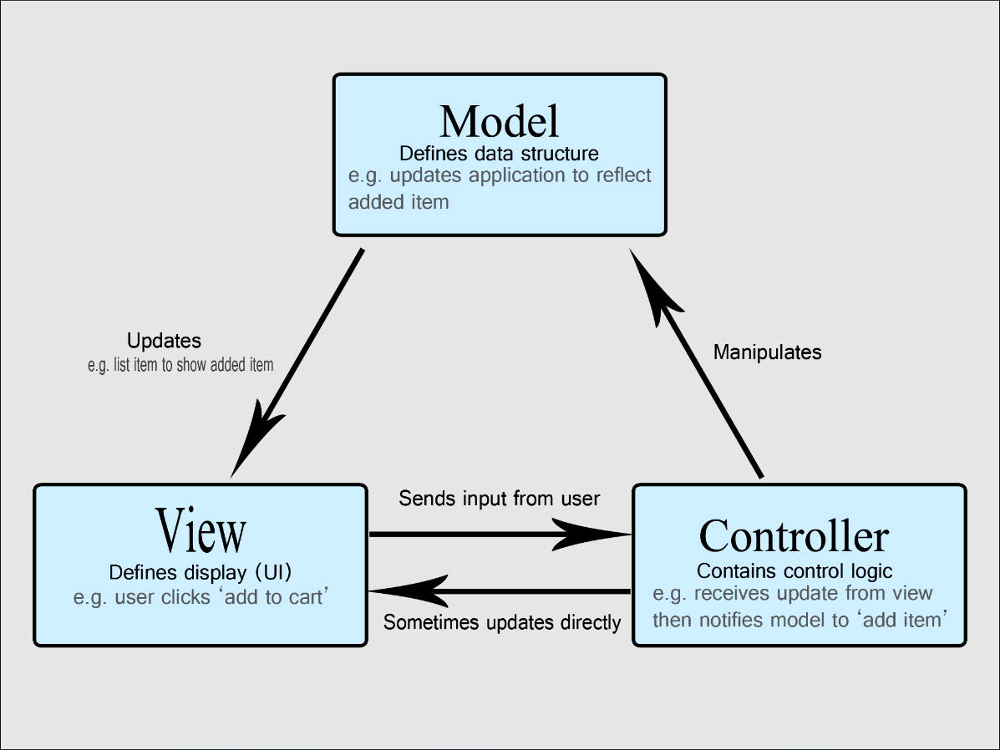 Model
Defines data structure
e.g. updates application to reflect
added item
Updates
e.g. list item to show added item
Manipulates
View
Defines display (UI)
e.g. user clicks ‘add to cart’
Sends input from user
Sometimes updates directly
Controller
Contains control logic
e.g. receives update from view
then notifies model to ‘add item’